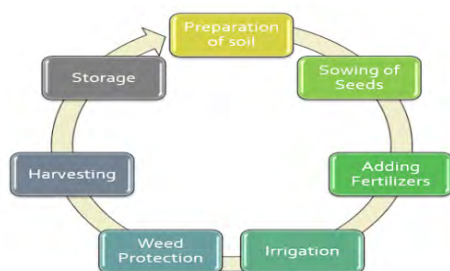 Preparation
of soil
Sowing of
Seeds
Adding
Fertilizers
Irrigation
Weed
Protection
Harvesting
Storage